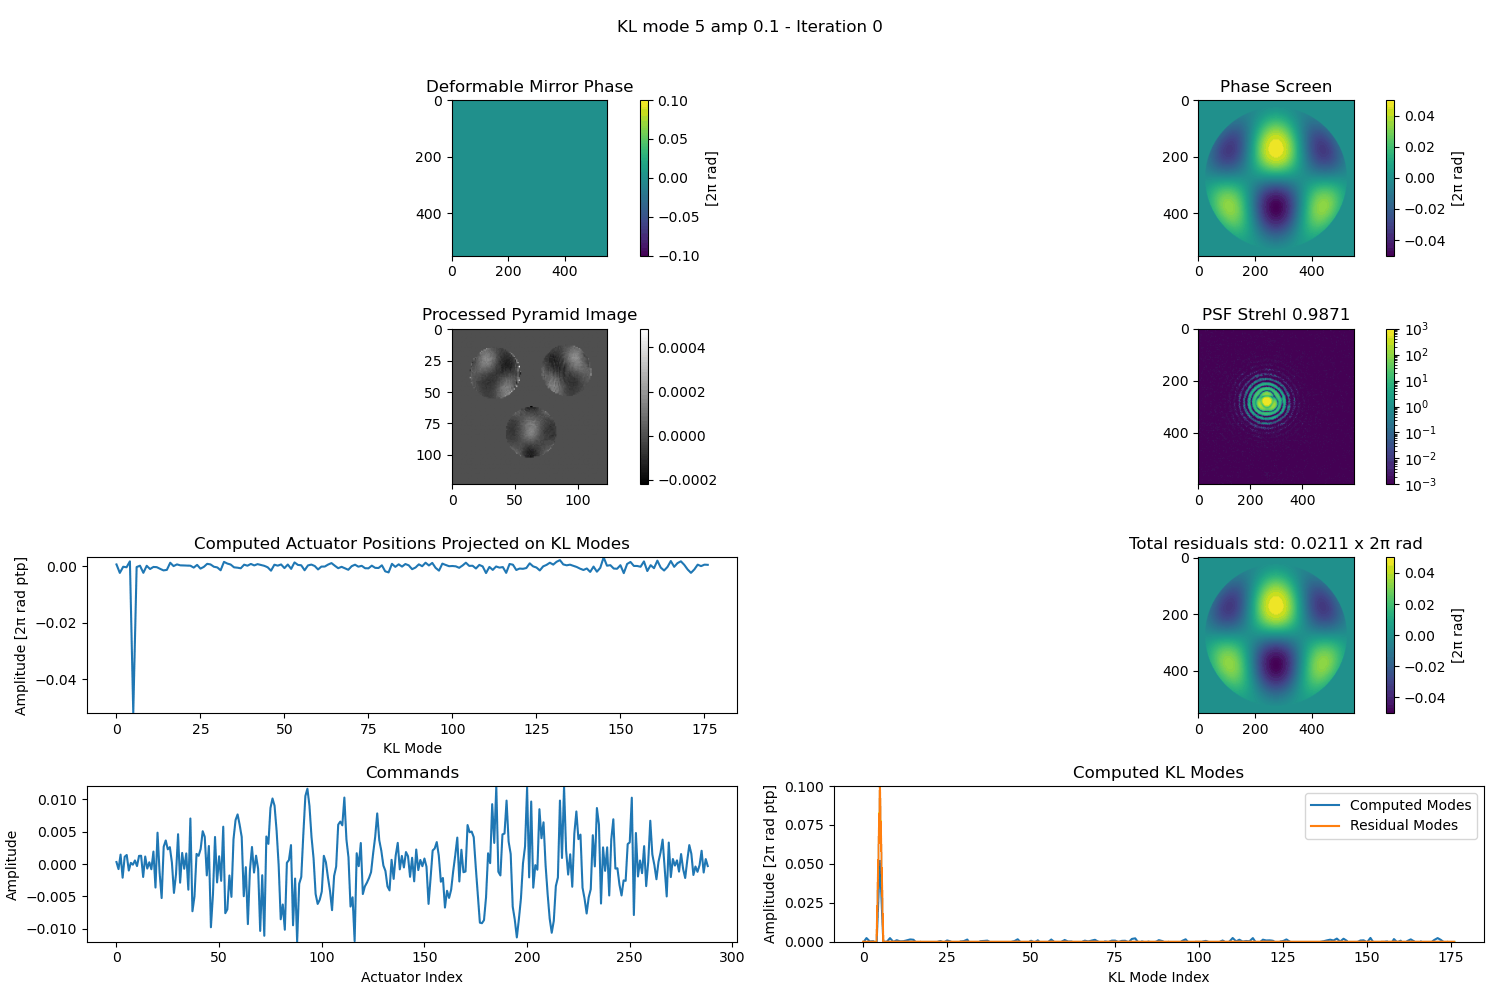 KL mode 5 amp 0.1 - Iteration 0
Deformable Mirror Phase
0
200
400
0 200 400
0.10
0.05
0.00
−0.05
−0.10
[2π rad]
Phase Screen
0
200
400
0 200 400
0.04
0.02
0.00
−0.02
−0.04
[2π rad]
Processed Pyramid Image
0
25
50
75
100
0 50 100
0.0004
0.0002
0.0000
−0.0002
PSF Strehl 0.9871
0
200
400
0 200 400
10³
10²
10¹
10⁰
10⁻¹
10⁻²
10⁻³
Computed Actuator Positions Projected on KL Modes
Amplitude [2π rad ptp]
0.00
−0.02
−0.04
0 25 50 75 100 125 150 175
KL Mode
Total residuals std: 0.0211 x 2π rad
0
200
400
0 200 400
0.04
0.02
0.00
−0.02
−0.04
[2π rad]
Commands
Amplitude
0.010
0.005
0.000
−0.005
−0.010
0 50 100 150 200 250 300
Actuator Index
Computed KL Modes
Amplitude [2π rad ptp]
0.100
0.075
0.050
0.025
0.000
Computed Modes
Residual Modes
0 25 50 75 100 125 150 175
KL Mode Index